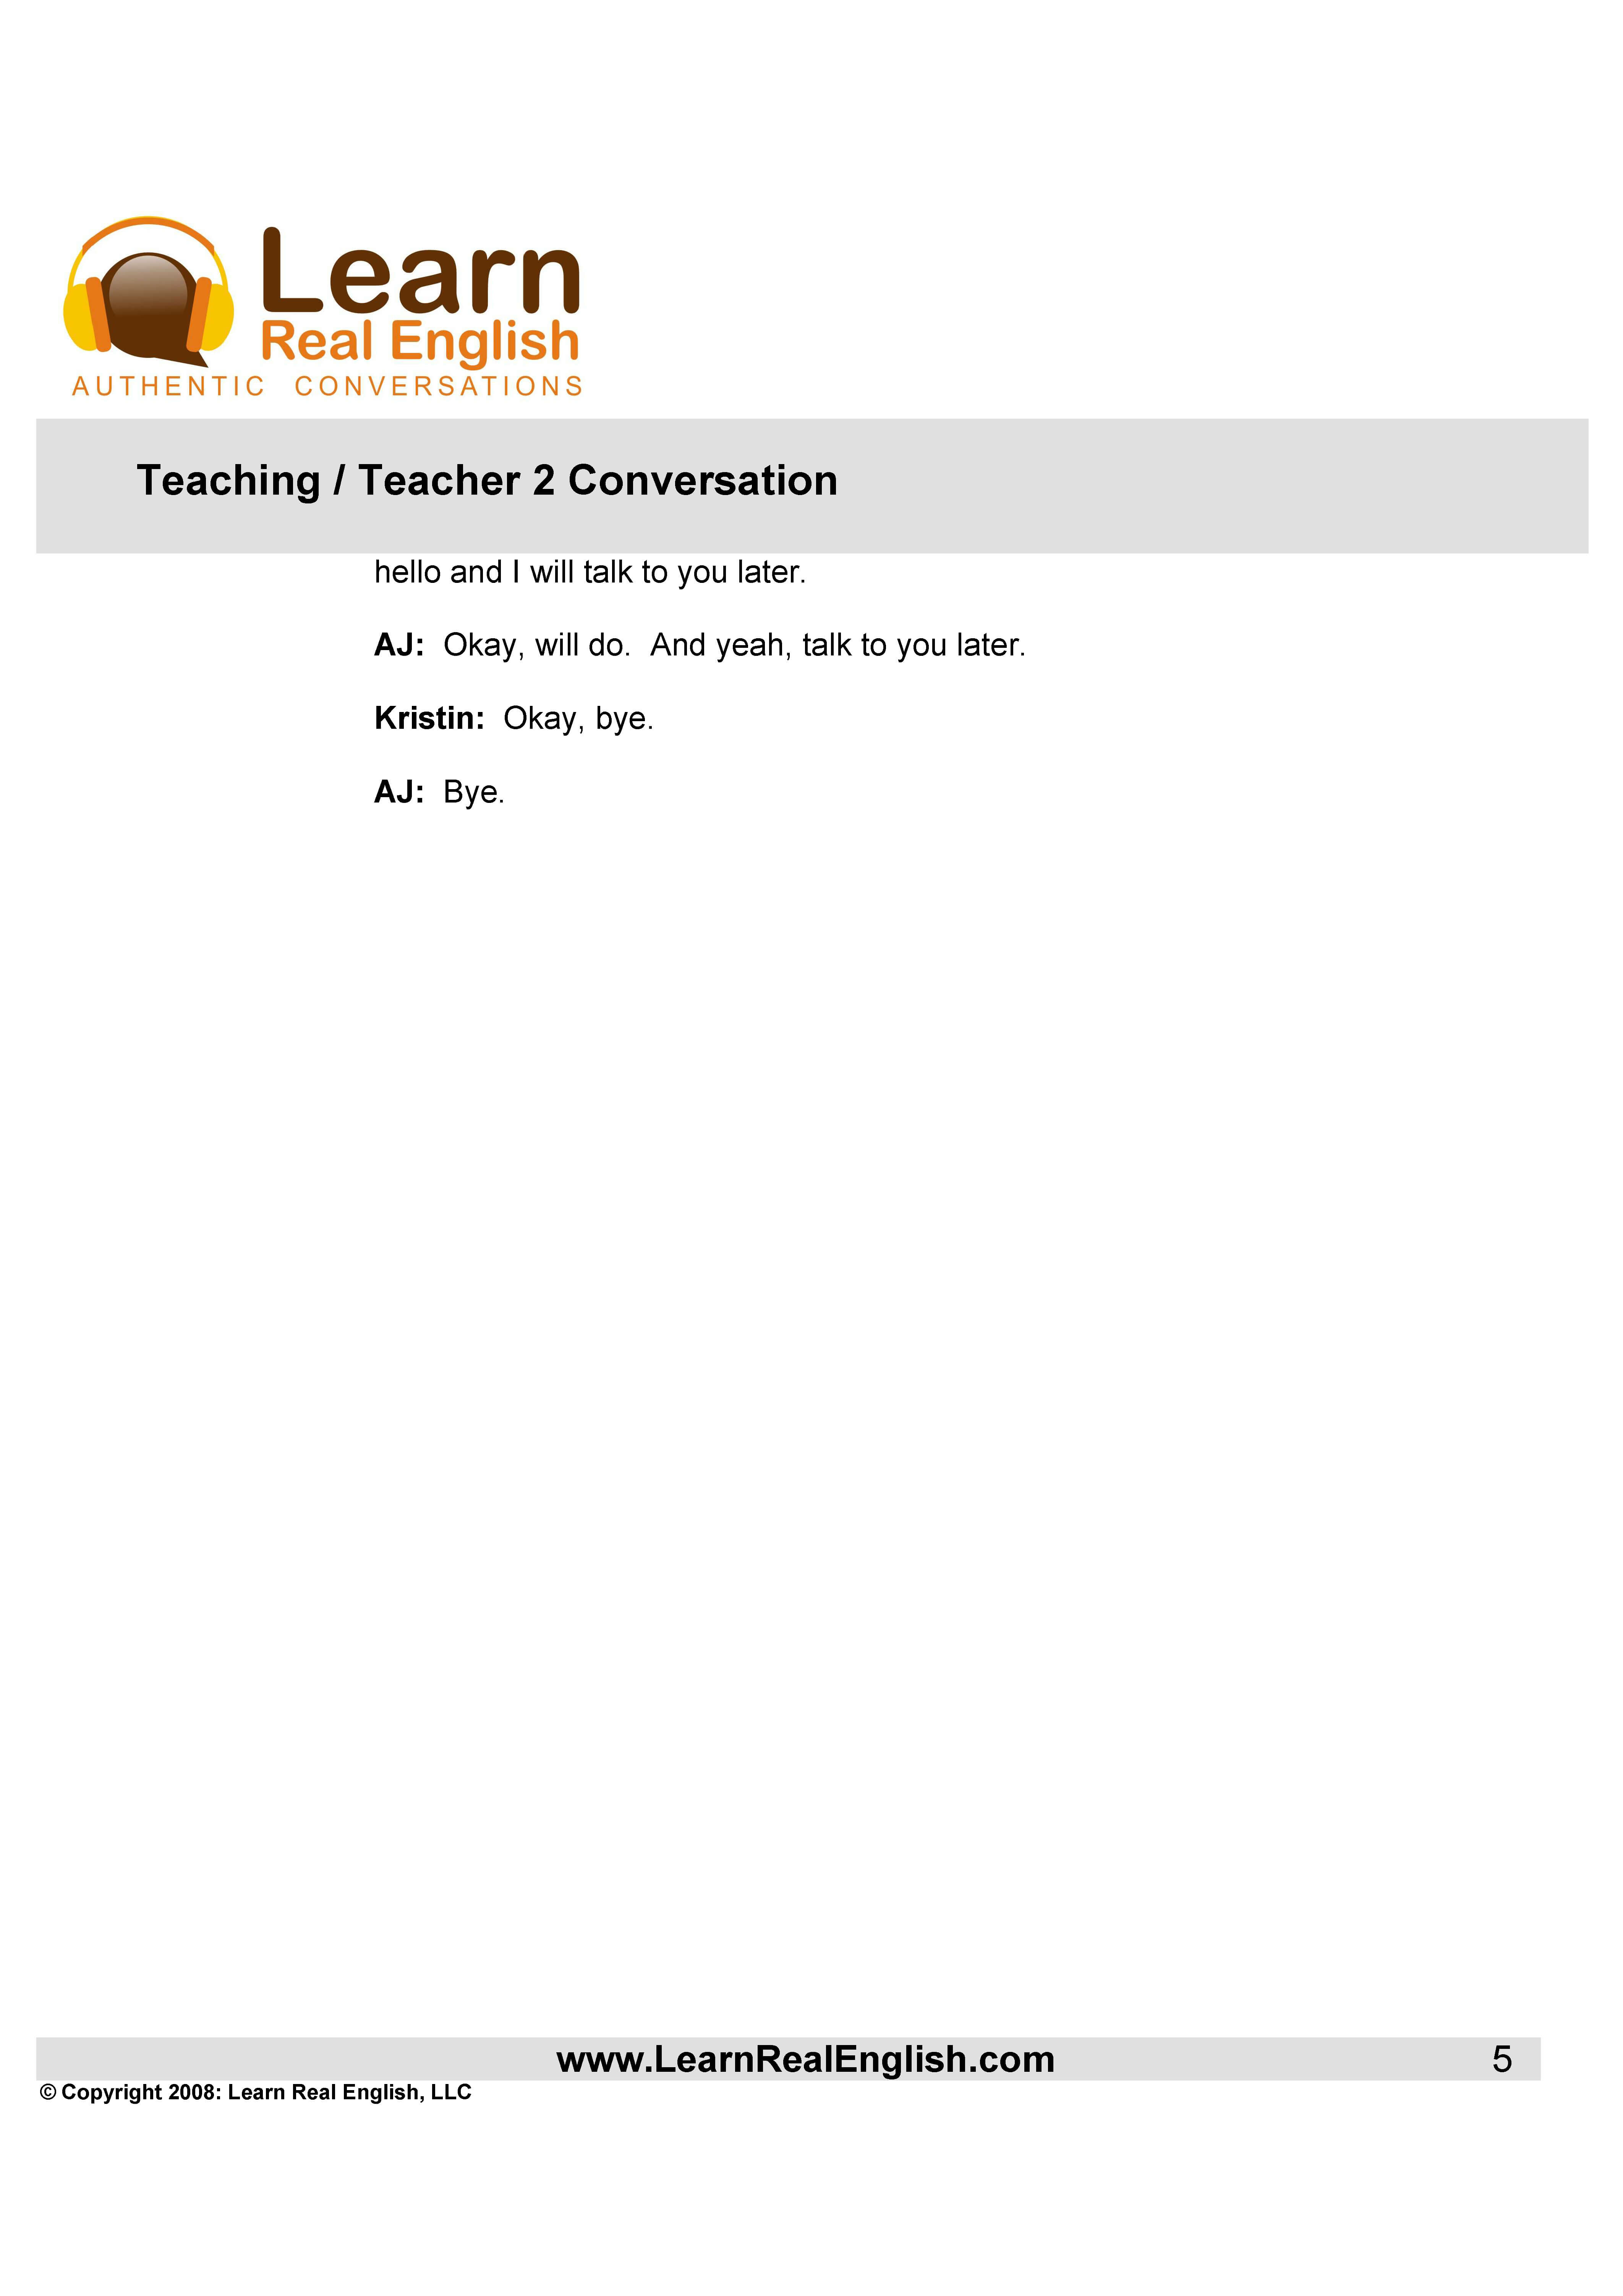 Learn
Real English
AUTHENTIC CONVERSATIONS
Teaching / Teacher 2 Conversation
hello and I will talk to you later.
AJ: Okay, will do. And yeah, talk to you later.
Kristin: Okay, bye.
AJ: Bye.
www.LearnRealEnglish.com 5
© Copyright 2008: Learn Real English, LLC